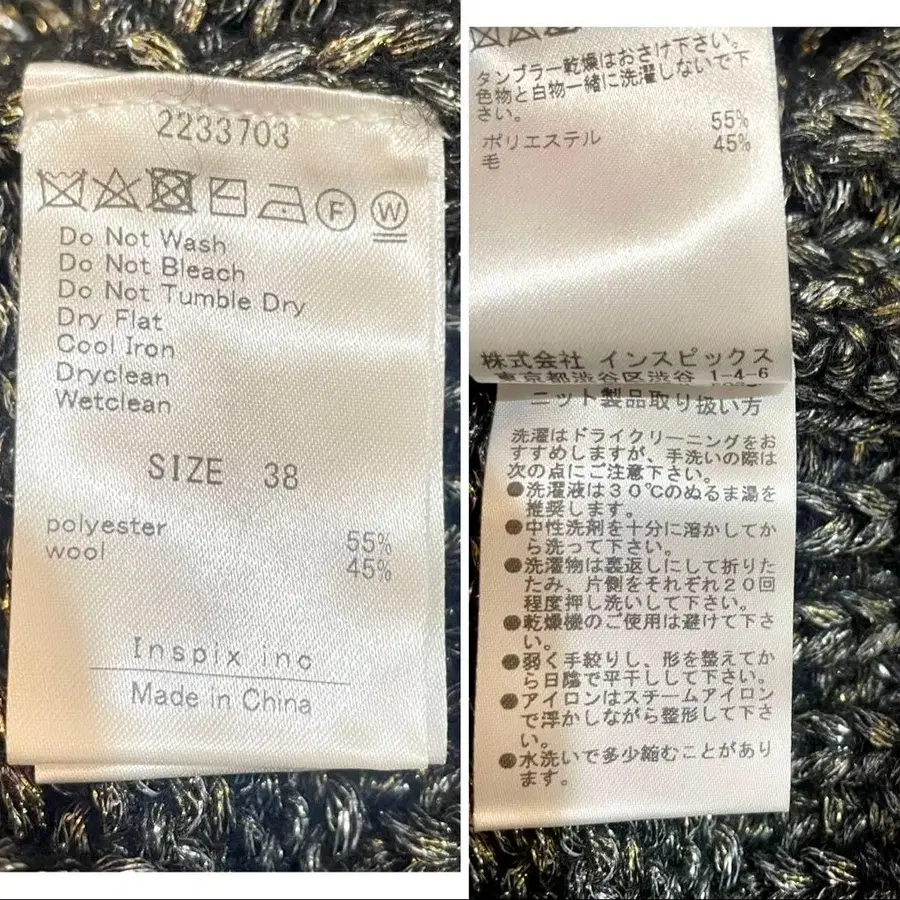 2233703
F W
Do Not Wash
Do Not Bleach
Do Not Tumble Dry
Dry Flat
Cool Iron
Dryclean
Wetclean
SIZE 38
polyester 55%
wool 45%
Inspix inc
Made in China
タンブラー乾燥はおさけ下さい。
色物と白物一緒に洗濯しないで下
さい。
ポリエステル 55%
毛 45%
株式会社 インスピックス
東京都渋谷区渋谷 1-4-6
ニット製品取り扱い方
洗濯はドライクリーニングをお
すすめしますが、手洗いの際は
次の点にご注意下さい。
●洗濯液は30℃のぬるま湯を
推奨します。
●中性洗剤を十分に溶かしてか
ら洗って下さい。
●洗濯物は裏返しにして折りた
たみ、片側をそれぞれ20回
程度押し洗いして下さい。
●乾燥機のご使用は避けて下さ
い。
●弱く手絞りし、形を整えてか
ら日陰で平干しして下さい。
●アイロンはスチームアイロン
で浮かしながら整形して下さ
い。
●水洗いで多少縮むことがあり
ます。